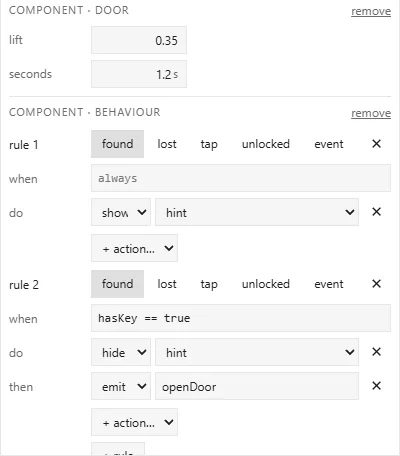 COMPONENT · DOOR remove
lift 0.35
seconds 1.2 s
COMPONENT · BEHAVIOUR remove
rule 1 found lost tap unlocked event ✕
when always
do show hint ✕
+ action...
rule 2 found lost tap unlocked event ✕
when hasKey == true
do hide hint ✕
then emit openDoor ✕
+ action...